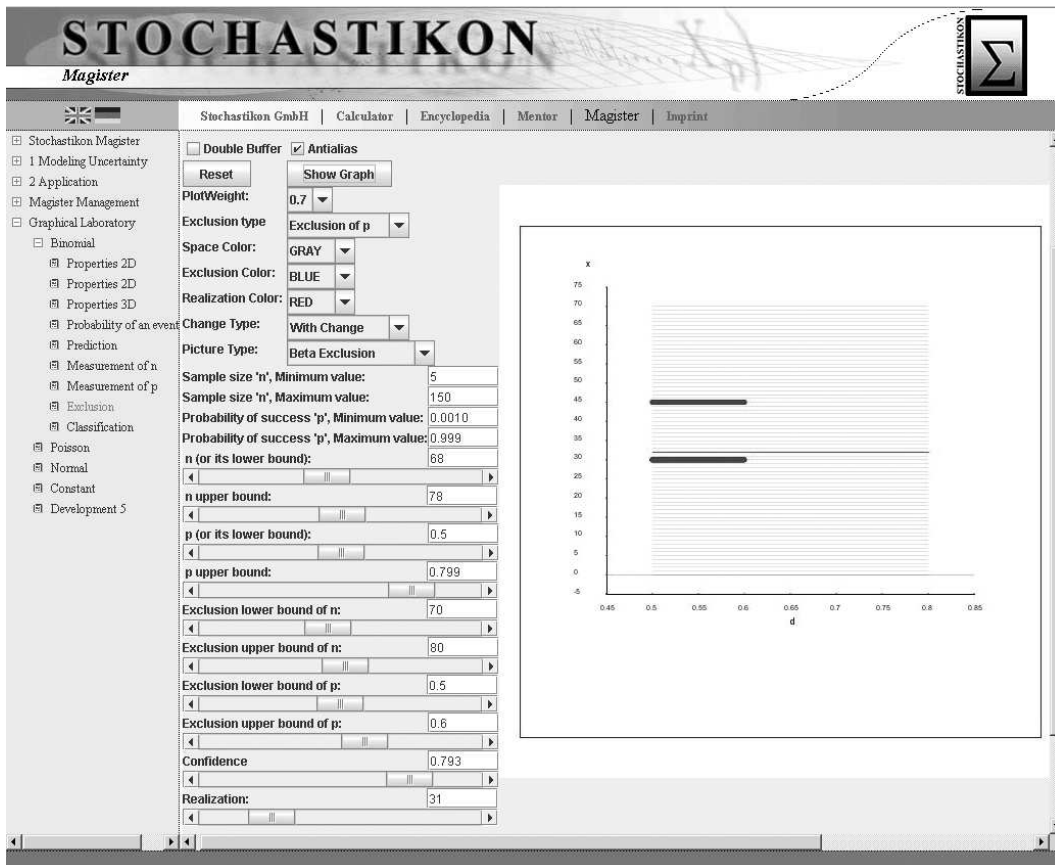 STOCHASTIKON
Magister
STOCHASTIKON
Σ
Stochastikon GmbH | Calculator | Encyclopedia | Mentor | Magister | Imprint
Stochastikon Magister
1 Modeling Uncertainty
2 Application
Magister Management
Graphical Laboratory
Binomial
Properties 2D
Properties 2D
Properties 3D
Probability of an event
Prediction
Measurement of n
Measurement of p
Exclusion
Classification
Poisson
Normal
Constant
Development 5
Double Buffer Antialias
Reset Show Graph
PlotWeight: 0.7
Exclusion type Exclusion of p
Space Color: GRAY
Exclusion Color: BLUE
Realization Color: RED
Change Type: With Change
Picture Type: Beta Exclusion
Sample size 'n', Minimum value: 5
Sample size 'n', Maximum value: 150
Probability of success 'p', Minimum value: 0.0010
Probability of success 'p', Maximum value: 0.999
n (or its lower bound): 68
n upper bound: 78
p (or its lower bound): 0.5
p upper bound: 0.799
Exclusion lower bound of n: 70
Exclusion upper bound of n: 80
Exclusion lower bound of p: 0.5
Exclusion upper bound of p: 0.6
Confidence 0.793
Realization: 31
x
75
70
65
60
55
50
45
40
35
30
25
20
15
10
5
0
-5
0.45 0.5 0.55 0.6 0.65 0.7 0.75 0.8 0.85
d